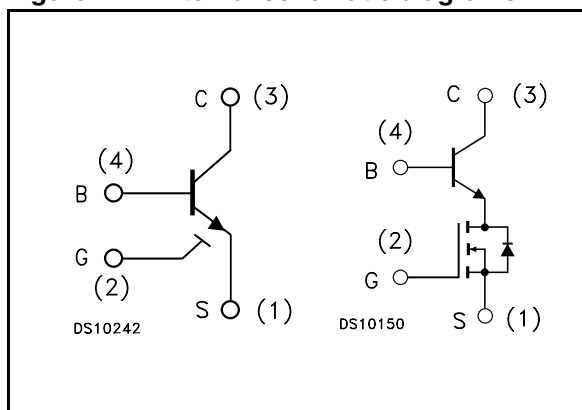 C (3)
(4)
B
G
(2)
S (1)
DS10242
C (3)
(4)
B
(2)
G
S (1)
DS10150